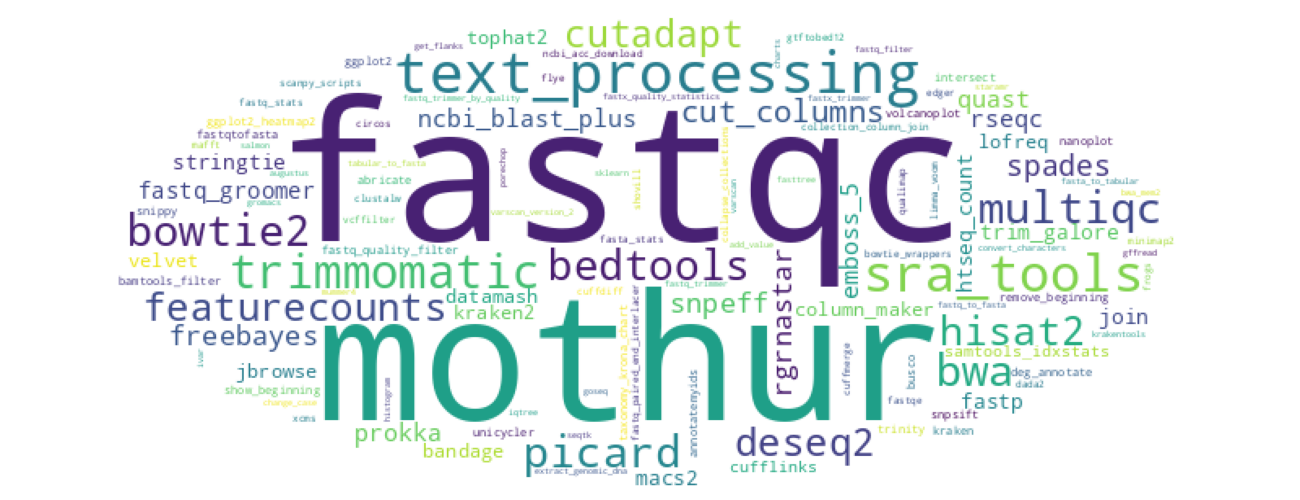 cutadapt
tophat2
gtftobed12
get_flanks
ncbi_acc_download
fastq_filter
charts
ggplot2
text_processing
flye
intersect
staramr
scanpy_scripts
edger
fastq_stats
fastq_trimmer_by_quality
fastx_quality_statistics
fastx_trimmer
quast
ncbi_blast_plus
cut_columns
volcanoplot
rseqc
ggplot2_heatmap2
circos
collection_column_join
fastqtofasta
fastqc
lofreq
nanoplot
mafft
salmon
stringtie
tabular_to_fasta
porechop
sklearn
shovill
collapse_collections
varscan
fasttree
qualimap
limma_voom
htseq_count
spades
augustus
abricate
fasta_to_tabular
fastq_groomer
clustalw
emboss_5
bwa_mem2
gromacs
snippy
vcffilter
varscan_version_2
multiqc
bowtie2
fasta_stats
add_value
trim_galore
minimap2
fastq_quality_filter
bowtie_wrappers
convert_characters
gffread
velvet
trimmomatic
bedtools
rgrnastar
sra_tools
frogs
bamtools_filter
nummer4
cuffdiff
fastq_trimmer
featurecounts
datamash
snpeff
column_maker
fastq_to_fasta
remove_beginning
kraken2
join
freebayes
mothur
hisat2
krakentools
taxonomy_krona_chart
fastq_paired_end_interlacer
ivar
samtools_idxstats
jbrowse
cuffmerge
busco
bwa
deg_annotate
show_beginning
histogram
goseq
annotatemyids
fastqe
dada2
change_case
fastp
xcms
iqtree
snpsift
prokka
unicycler
seqtk
deseq2
trinity
kraken
bandage
picard
extract_genomic_dna
macs2
cufflinks